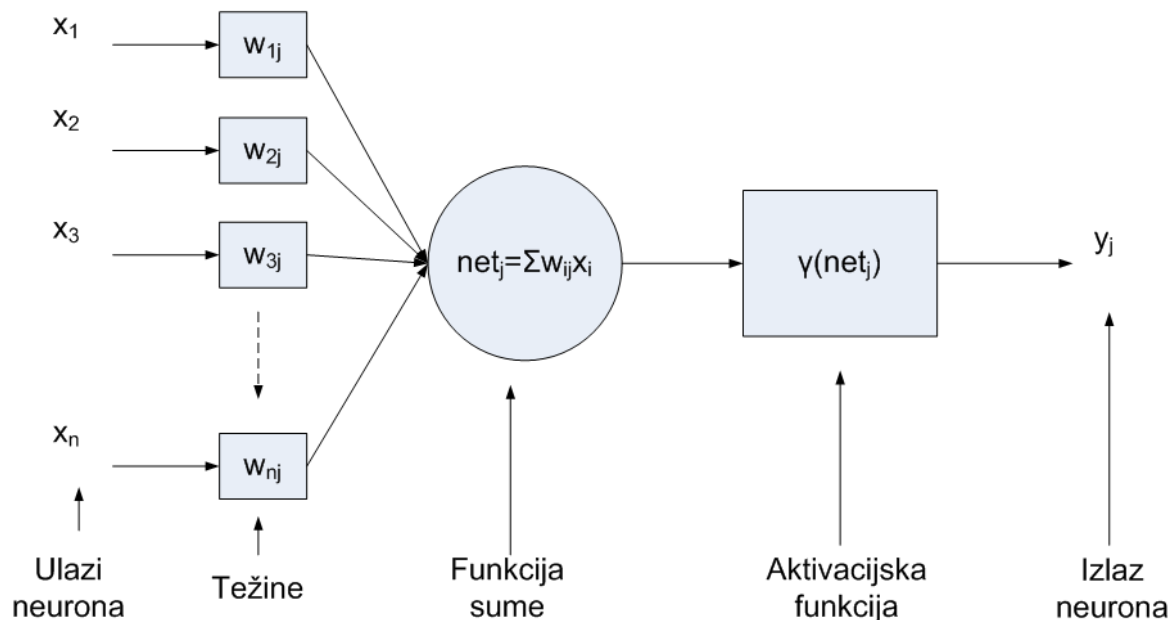 x₁
w₁ⱼ
x₂
w₂ⱼ
x₃
w₃ⱼ
netⱼ=Σwᵢⱼxᵢ
γ(netⱼ)
yⱼ
xₙ
wₙⱼ
Ulazi
neurona
Težine
Funkcija
sume
Aktivacijska
funkcija
Izlaz
neurona